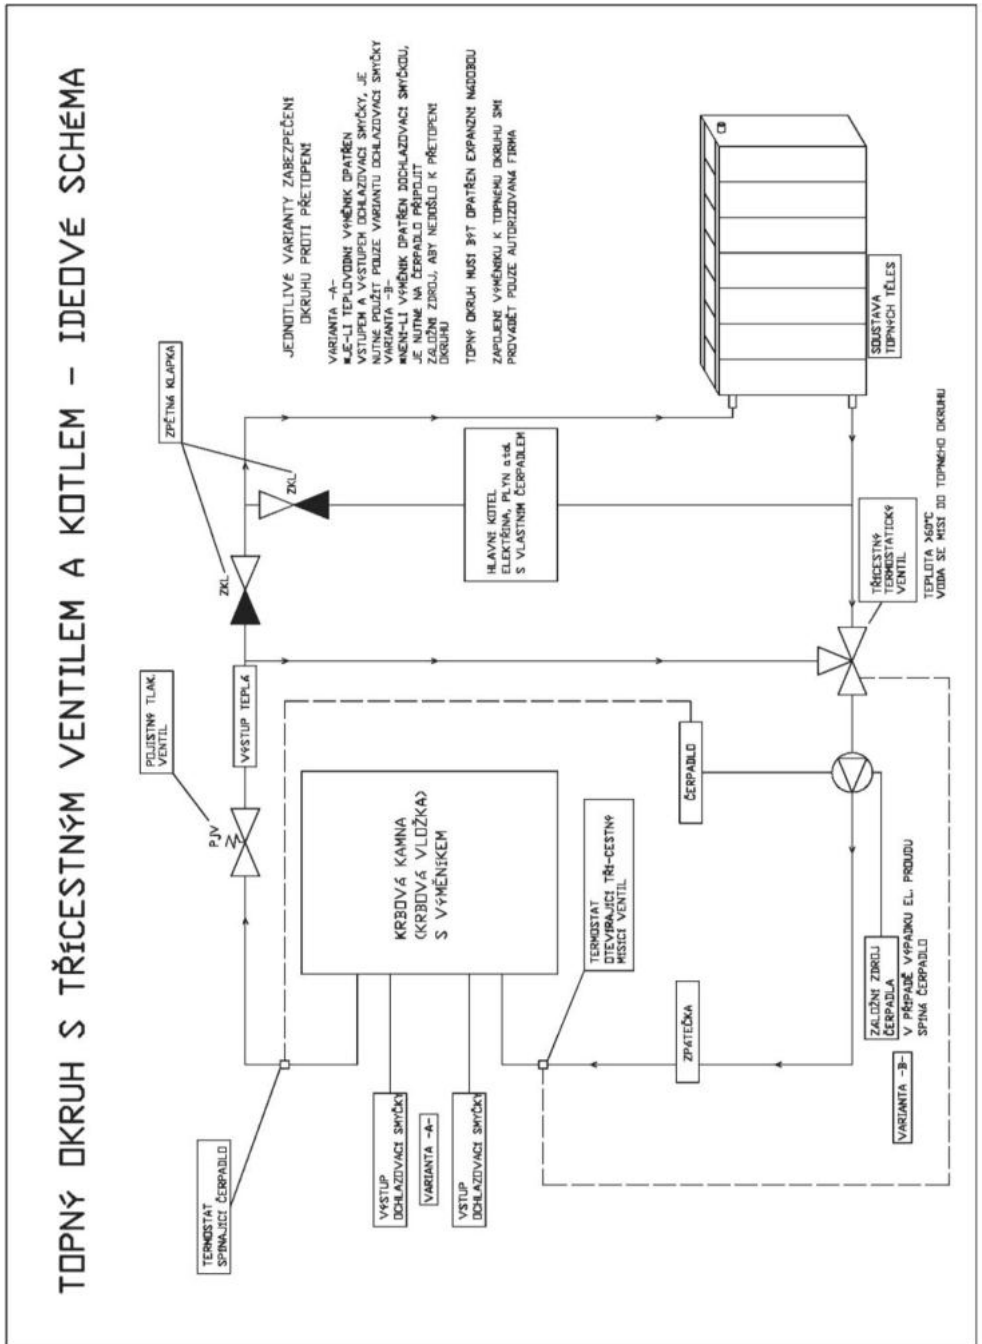 TOPNÝ OKRUH S TŘÍCESTNÝM VENTILEM A KOTLEM - IDEOVÉ SCHÉMA
JEDNOTLIVÉ VARIANTY ZABEZPEČENÍ
OKRUHU PROTI PŘETOPENÍ
VARIANTA -A-
*JE-LI TEPLOVODNÍ VÝMĚNÍK OPATŘEN
VSTUPEM A VÝSTUPEM OCHLAZOVACÍ SMYČKY, JE
NUTNÉ POUŽÍT POUZE VARIANTU OCHLAZOVACÍ SMYČKY
VARIANTA -B-
*NENÍ-LI VÝMĚNÍK OPATŘEN DOCHLAZOVACÍ SMYČKOU,
JE NUTNÉ NA ČERPADLO PŘIPOJIT
ZÁLOŽNÍ ZDROJ, ABY NEDOŠLO K PŘETOPENÍ
OKRUHU
TOPNÝ OKRUH MUSÍ BÝT OPATŘEN EXPANZNÍ NÁDOBOU
ZAPOJENÍ VÝMĚNÍKU K TOPNÉMU OKRUHU SMÍ
PROVÁDĚT POUZE AUTORIZOVANÁ FIRMA
TERMOSTAT
SPÍNAJÍCÍ ČERPADLO
POJISTNÝ TLAK.
VENTIL
PJV
VÝSTUP TEPLÁ
ZPĚTNÁ KLAPKA
ZKL
ZKL
HLAVNÍ KOTEL
ELEKTŘINA, PLYN atd.
S VLASTNÍM ČERPADLEM
KRBOVÁ KAMNA
(KRBOVÁ VLOŽKA)
S VÝMĚNÍKEM
VÝSTUP
OCHLAZOVACÍ SMYČKY
VARIANTA -A-
VSTUP
OCHLAZOVACÍ SMYČKY
TERMOSTAT
OTEVÍRAJÍCÍ TŘÍ-CESTNÝ
MÍSÍCÍ VENTIL
ČERPADLO
ZPÁTEČKA
SOUSTAVA
TOPNÝCH TĚLES
TŘÍCESTNÝ
TERMOSTATICKÝ
VENTIL
TEPLOTA >60°C
VODA SE MÍSÍ DO TOPNÉHO OKRUHU
ZÁLOŽNÍ ZDROJ
ČERPADLA
V PŘÍPADĚ VÝPADKU EL. PROUDU
SPÍNÁ ČERPADLO
VARIANTA -B-